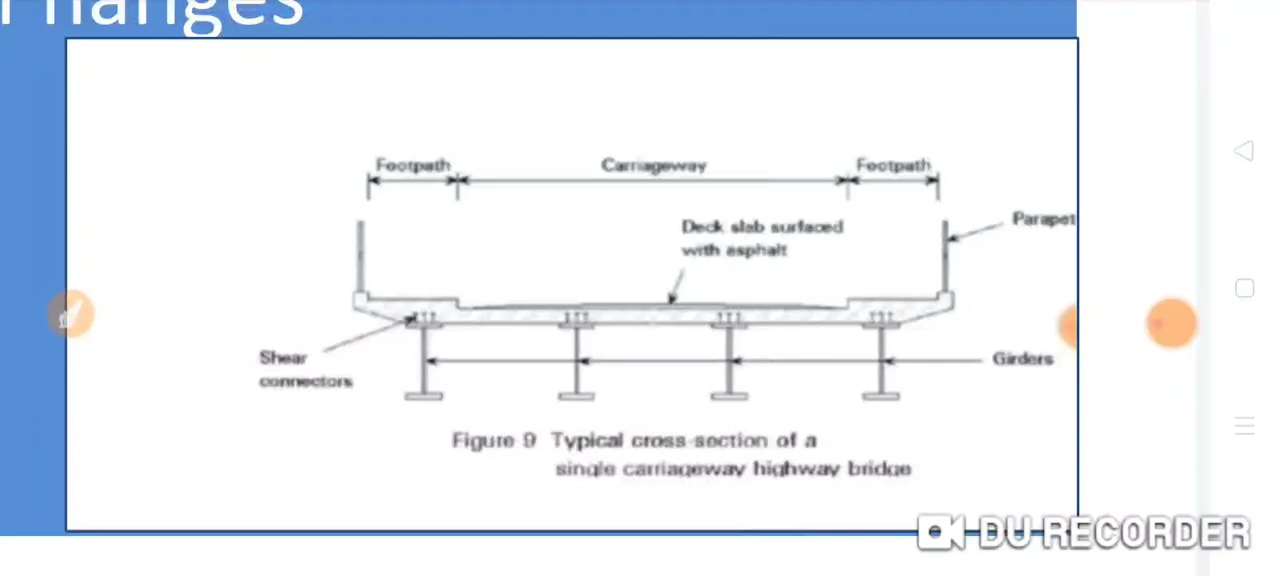 Footpath Carriageway Footpath
Deck slab surfaced
with asphalt
Parapet
Shear
connectors
Girders
Figure 9 Typical cross-section of a
single carriageway highway bridge
DU RECORDER